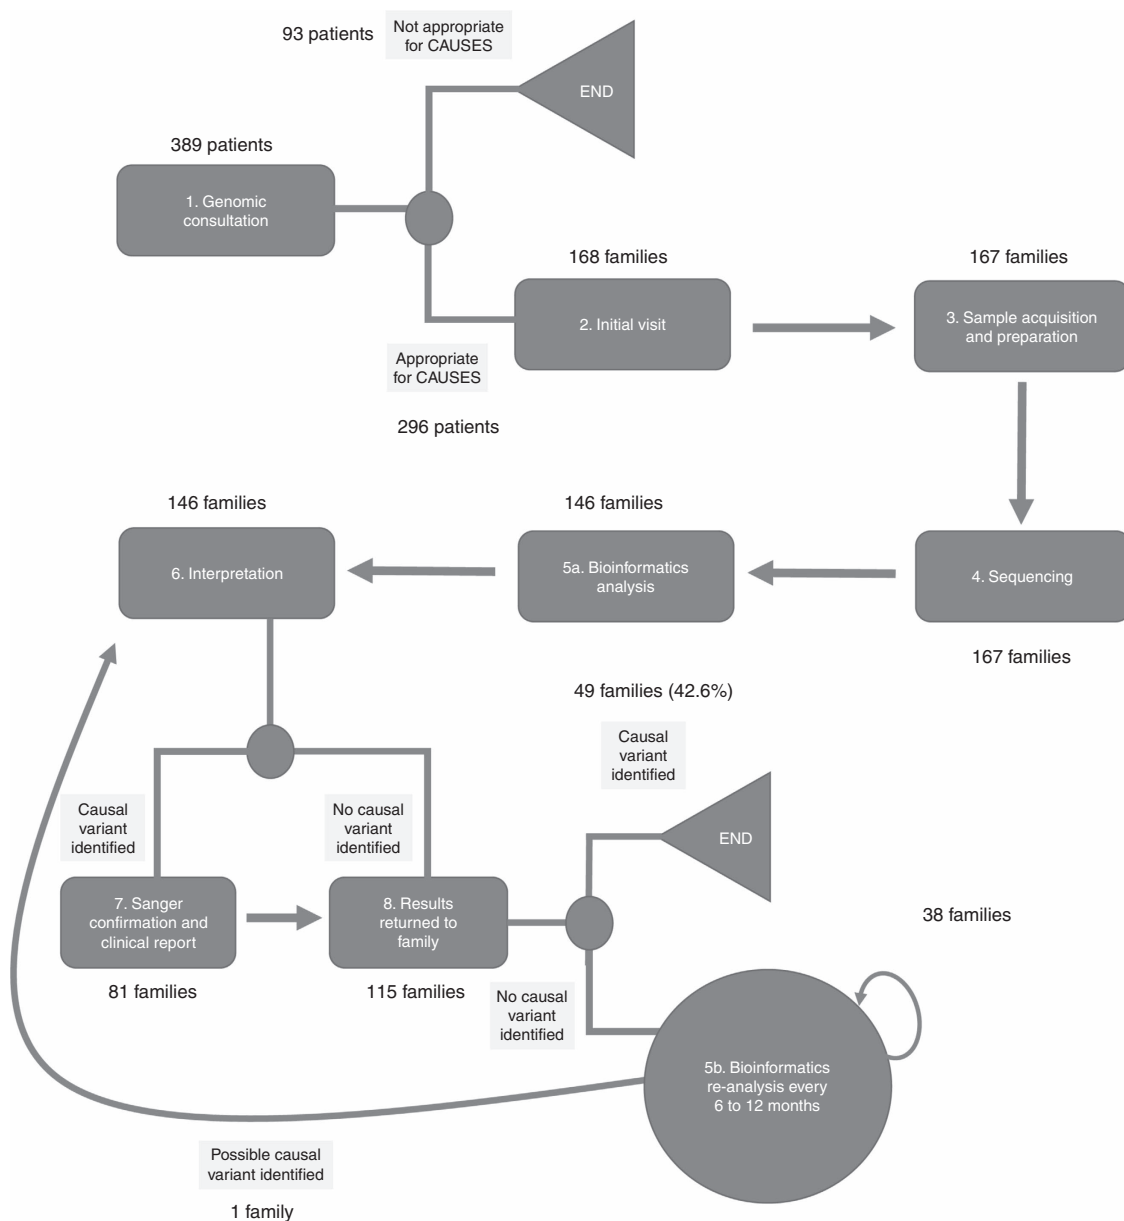 93 patients
Not appropriate
for CAUSES
END
389 patients
1. Genomic
consultation
168 families
2. Initial visit
167 families
3. Sample acquisition
and preparation
Appropriate
for CAUSES
296 patients
146 families
6. Interpretation
146 families
5a. Bioinformatics
analysis
4. Sequencing
167 families
49 families (42.6%)
Causal
variant
identified
END
Causal
variant
identified
No causal
variant
identified
7. Sanger
confirmation and
clinical report
81 families
8. Results
returned to
family
115 families
No causal
variant
identified
38 families
5b. Bioinformatics
re-analysis every
6 to 12 months
Possible causal
variant identified
1 family